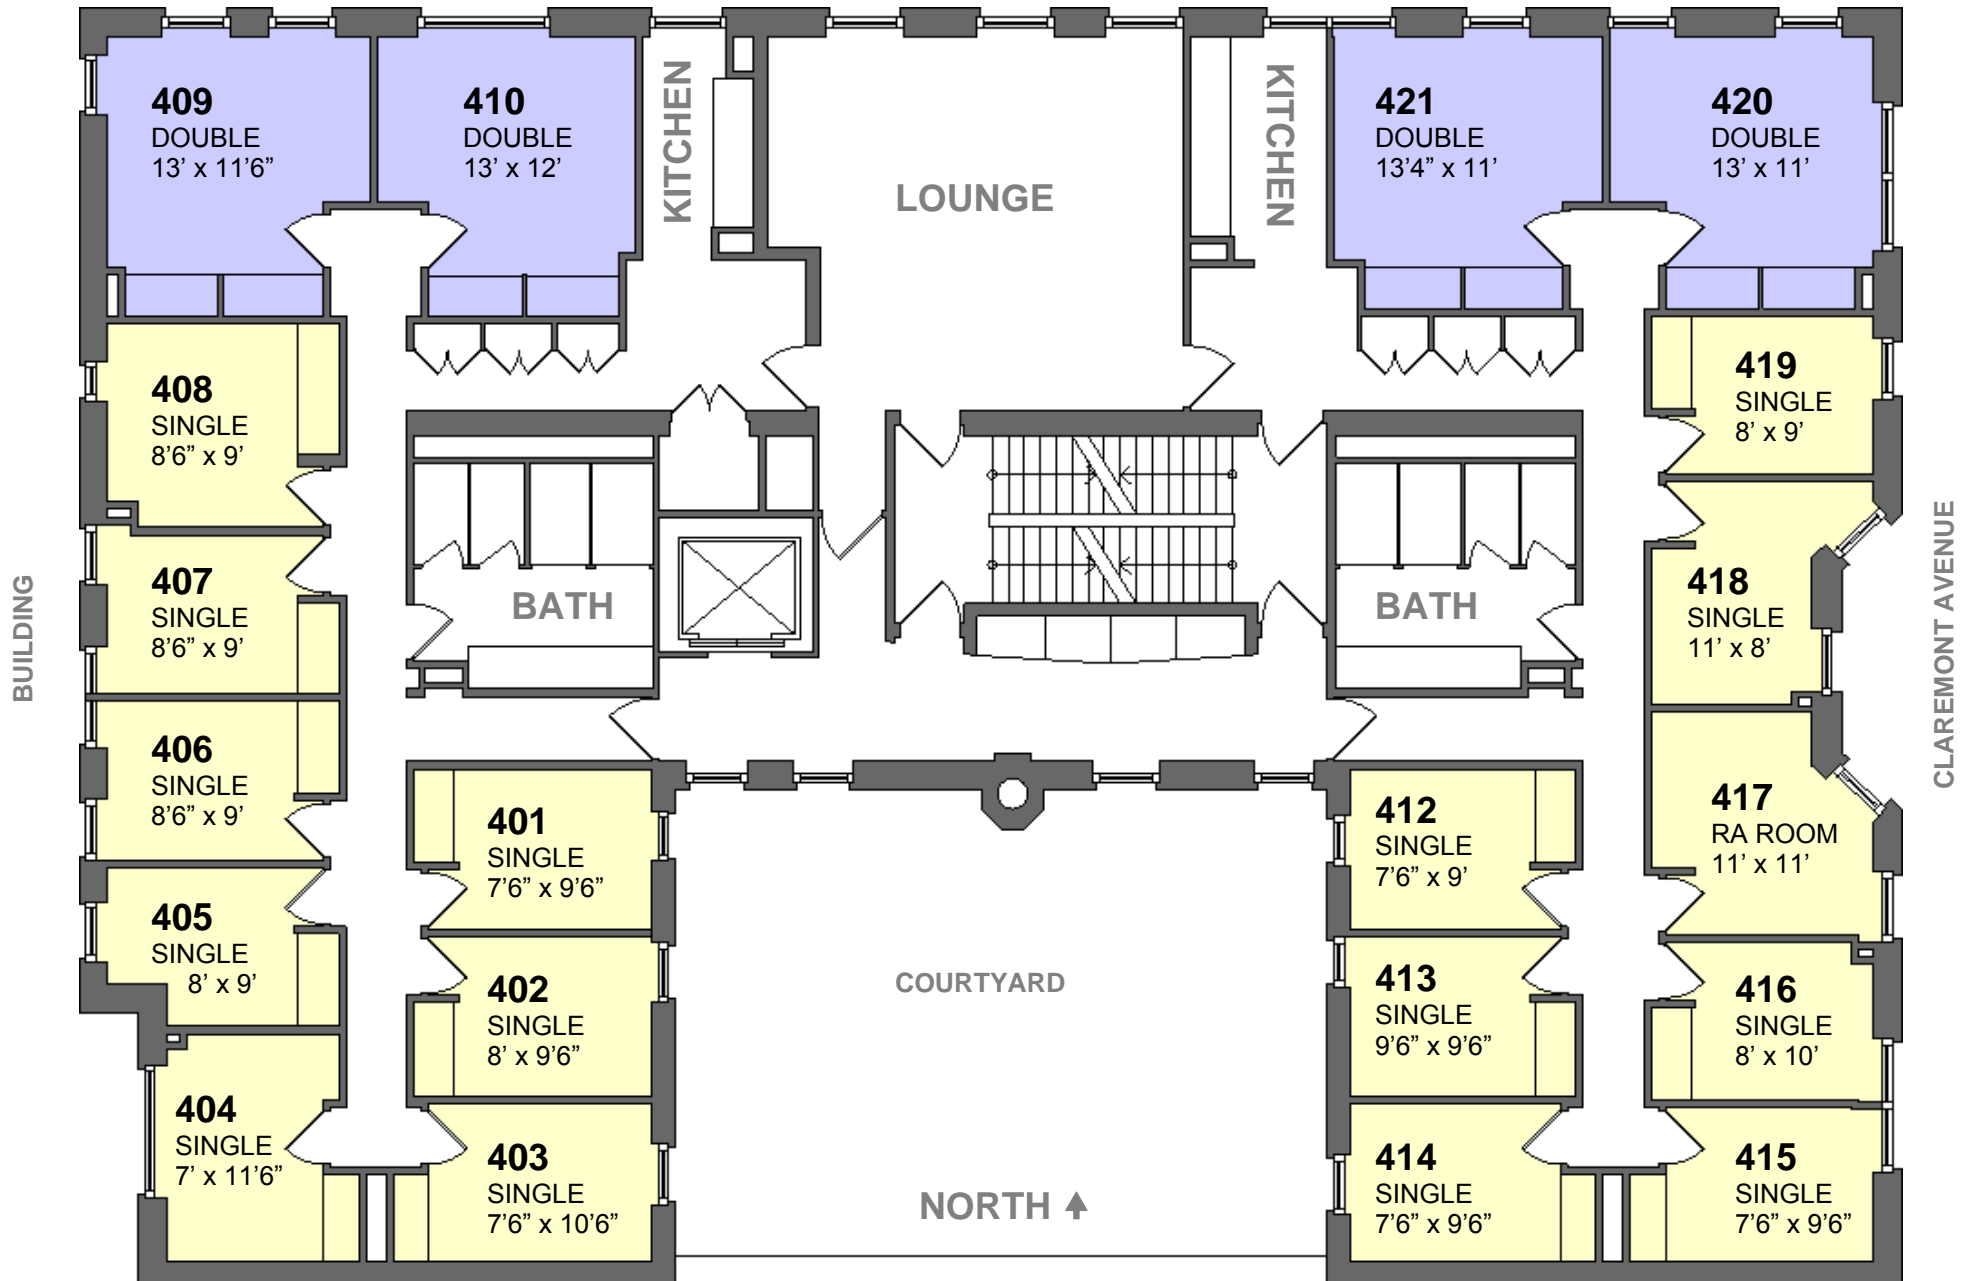 409
DOUBLE
13’ x 11’6”
410
DOUBLE
13’ x 12’
KITCHEN
LOUNGE
KITCHEN
421
DOUBLE
13’4” x 11’
420
DOUBLE
13’ x 11’
408
SINGLE
8’6” x 9’
419
SINGLE
8’ x 9’
407
SINGLE
8’6” x 9’
BATH
BATH
418
SINGLE
11’ x 8’
BUILDING
CLAREMONT AVENUE
406
SINGLE
8’6” x 9’
401
SINGLE
7’6” x 9’6”
412
SINGLE
7’6” x 9’
417
RA ROOM
11’ x 11’
405
SINGLE
8’ x 9’
402
SINGLE
8’ x 9’6”
COURTYARD
413
SINGLE
9’6” x 9’6”
416
SINGLE
8’ x 10’
404
SINGLE
7’ x 11’6”
403
SINGLE
7’6” x 10’6”
NORTH
414
SINGLE
7’6” x 9’6”
415
SINGLE
7’6” x 9’6”